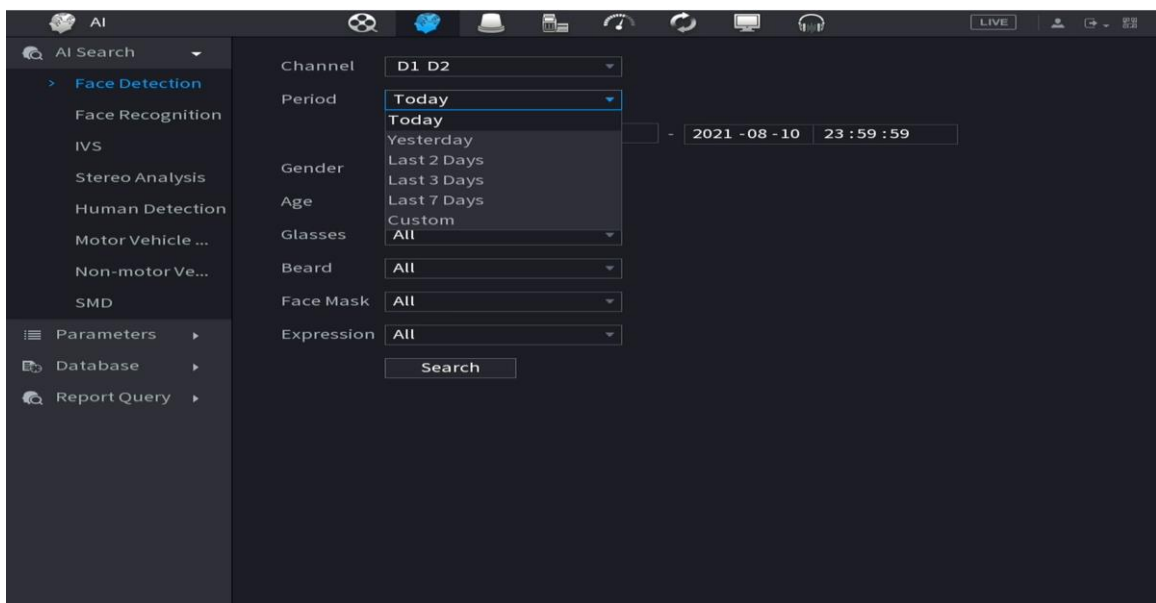 AI
LIVE
AI Search
Face Detection
Face Recognition
IVS
Stereo Analysis
Human Detection
Motor Vehicle ...
Non-motor Ve...
SMD
Parameters
Database
Report Query
Channel D1 D2
Period Today
Today
Yesterday
- 2021 -08 -10 23 : 59 : 59
Last 2 Days
Gender
Last 3 Days
Age
Last 7 Days
Custom
Glasses All
Beard All
Face Mask All
Expression All
Search